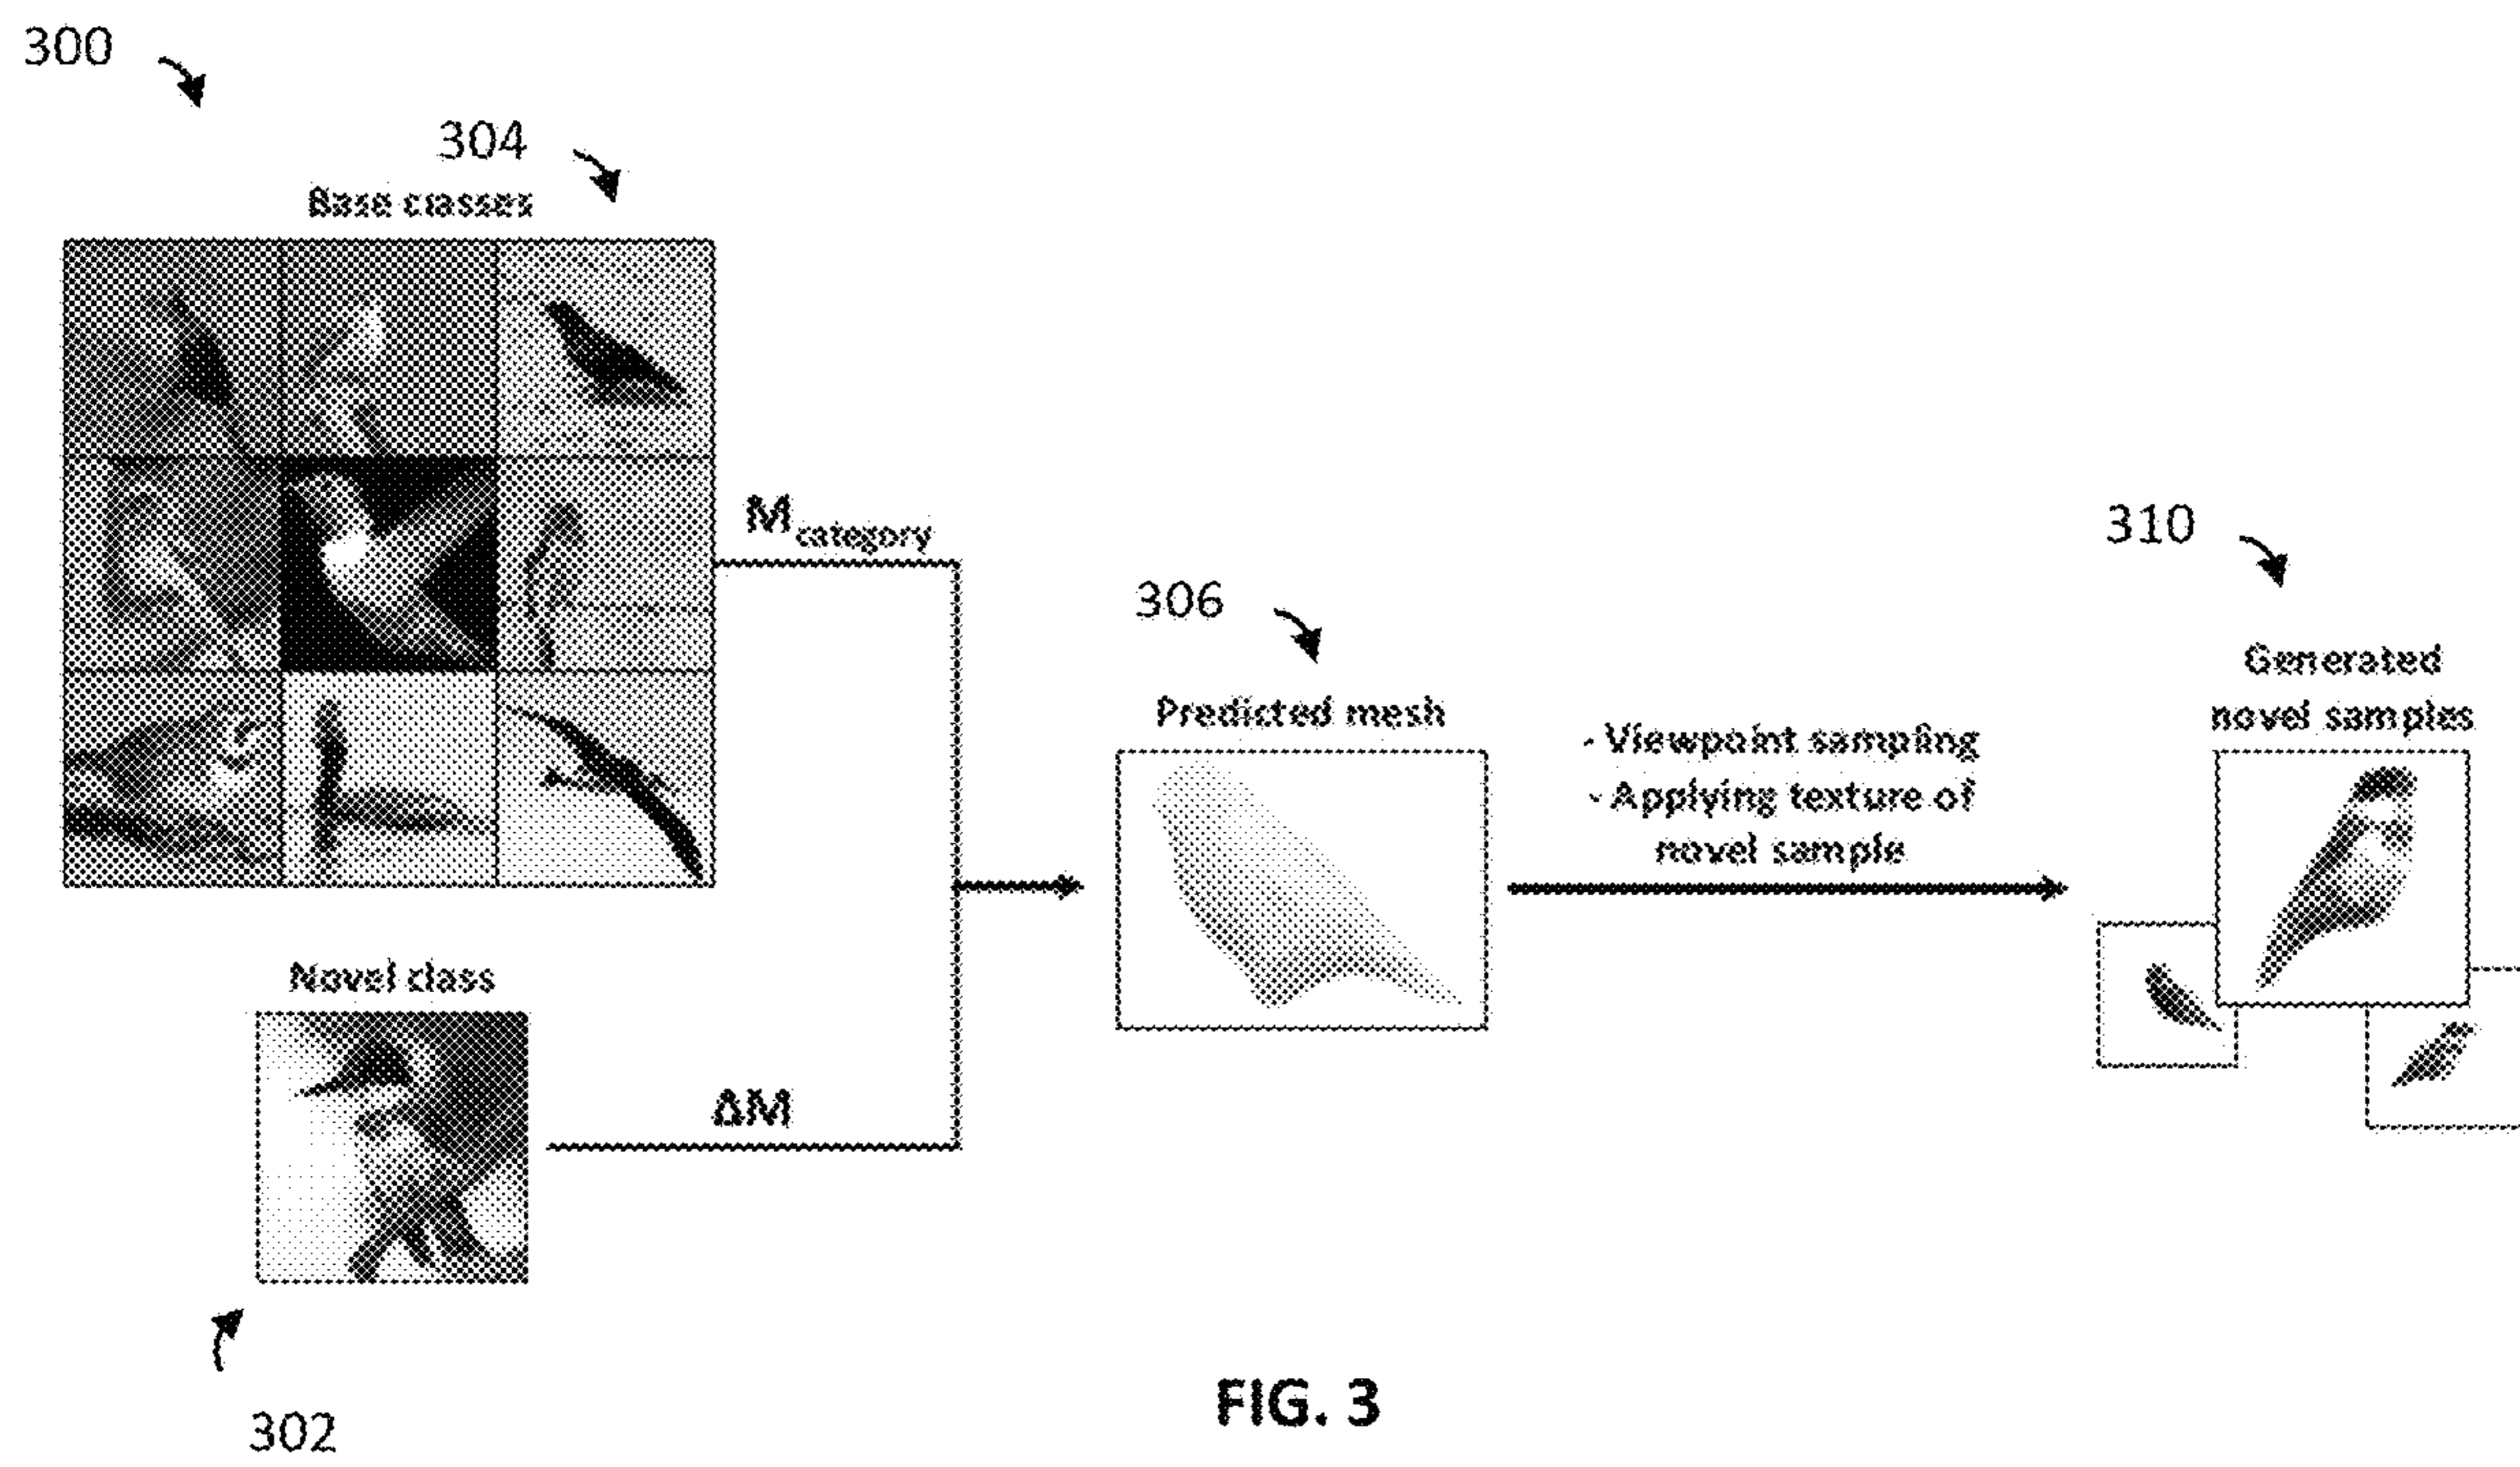 300
304
Base classes
M category
310
306
Generated
novel samples
Predicted mesh
- Viewpoint sampling
- Applying texture of
novel sample
Novel class
ΔM
302
FIG. 3